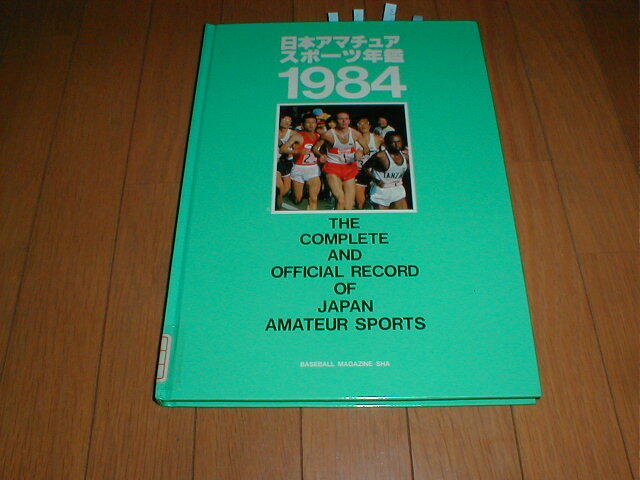 日本アマチュア
スポーツ年鑑
1984
THE
COMPLETE
AND
OFFICIAL RECORD
OF
JAPAN
AMATEUR SPORTS
BASEBALL MAGAZINE SHA